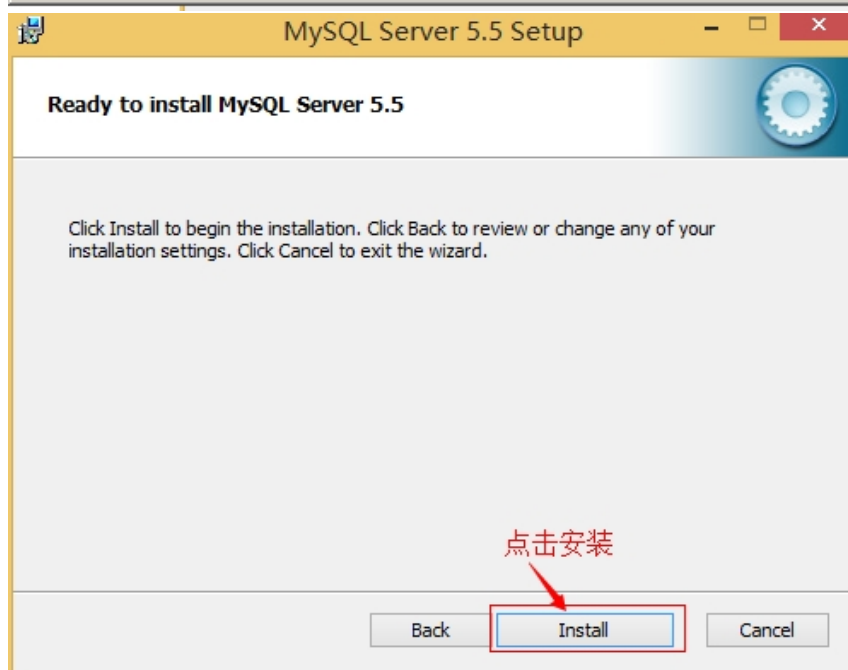 MySQL Server 5.5 Setup
Ready to install MySQL Server 5.5
Click Install to begin the installation. Click Back to review or change any of your
installation settings. Click Cancel to exit the wizard.
点击安装
Back Install Cancel